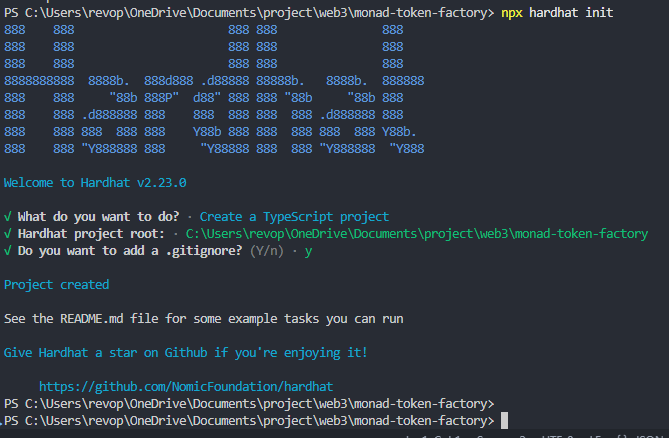 PS C:\Users\revop\OneDrive\Documents\project\web3\monad-token-factory> npx hardhat init
888    888                      888 888               888
888    888                      888 888               888
888    888                      888 888               888
8888888888  8888b.  888d888 .d88888 88888b.   8888b.  888888
888    888     "88b 888P"  d88" 888 888 "88b     "88b 888
888    888 .d888888 888    888  888 888  888 .d888888 888
888    888 888  888 888    Y88b 888 888  888 888  888 Y88b.
888    888 "Y888888 888     "Y88888 888  888 "Y888888  "Y888
Welcome to Hardhat v2.23.0
√ What do you want to do? · Create a TypeScript project
√ Hardhat project root: · C:\Users\revop\OneDrive\Documents\project\web3\monad-token-factory
√ Do you want to add a .gitignore? (Y/n) · y
Project created
See the README.md file for some example tasks you can run
Give Hardhat a star on Github if you're enjoying it!
https://github.com/NomicFoundation/hardhat
PS C:\Users\revop\OneDrive\Documents\project\web3\monad-token-factory>
PS C:\Users\revop\OneDrive\Documents\project\web3\monad-token-factory>